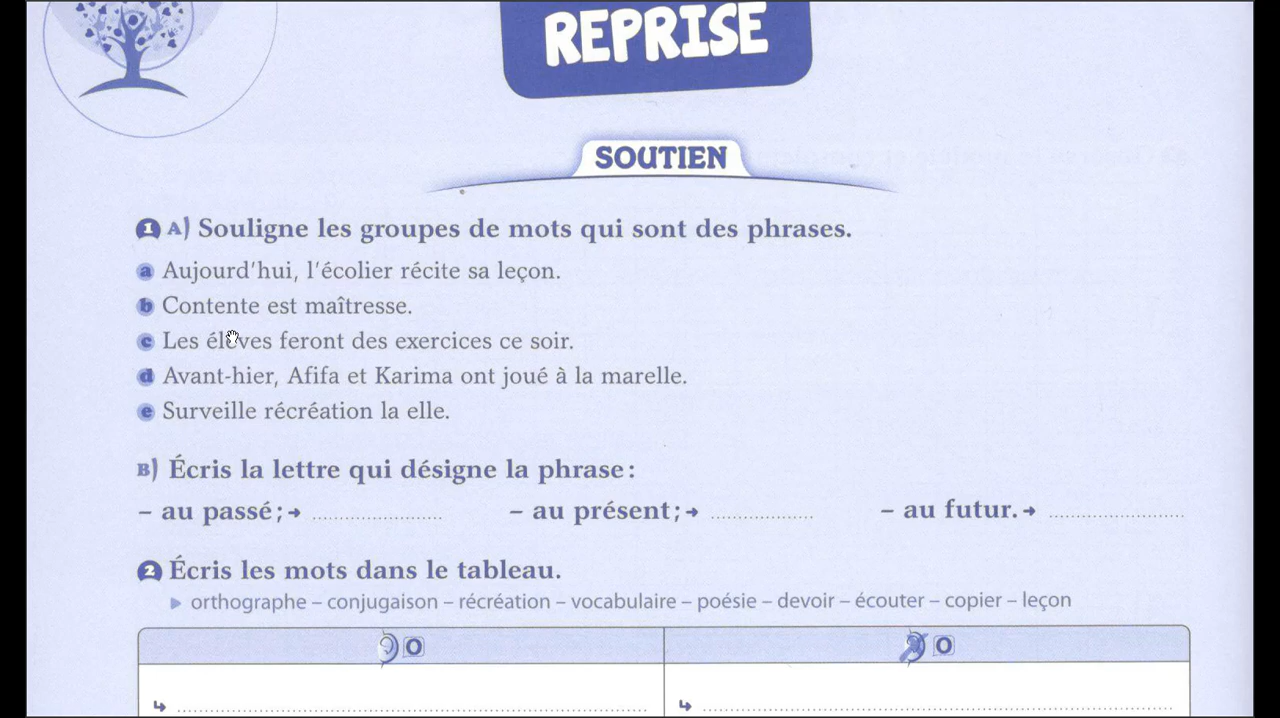 REPRISE
SOUTIEN
1 A) Souligne les groupes de mots qui sont des phrases.
a Aujourd'hui, l'écolier récite sa leçon.
b Contente est maîtresse.
c Les élèves feront des exercices ce soir.
d Avant-hier, Afifa et Karima ont joué à la marelle.
e Surveille récréation la elle.
B) Écris la lettre qui désigne la phrase :
– au passé ; → ........................ – au présent ; → ........................ – au futur. → ........................
2 Écris les mots dans le tableau.
▶ orthographe – conjugaison – récréation – vocabulaire – poésie – devoir – écouter – copier – leçon
O O